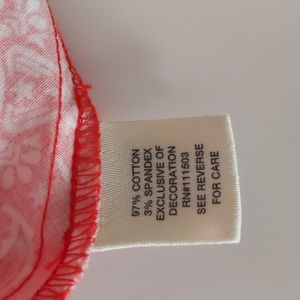 97% COTTON
3% SPANDEX
EXCLUSIVE OF
DECORATION
RN#111503
SEE REVERSE
FOR CARE